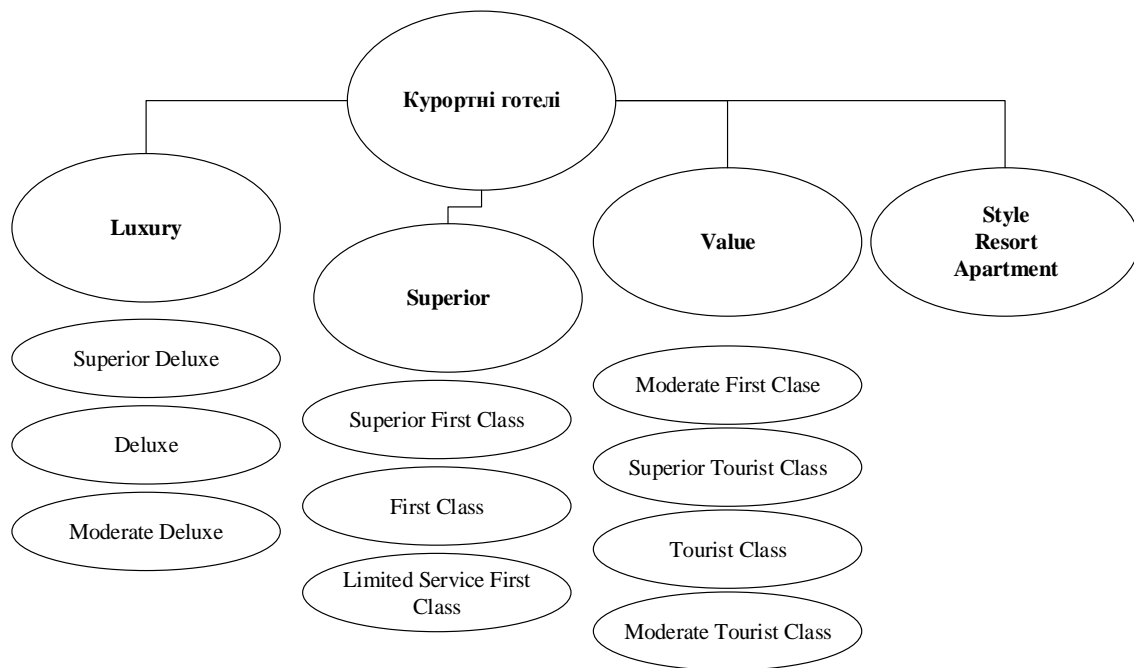 Курортні готелі
Luxury
Superior Deluxe
Deluxe
Moderate Deluxe
Superior
Superior First Class
First Class
Limited Service First
Class
Value
Moderate First Clase
Superior Tourist Class
Tourist Class
Moderate Tourist Class
Style
Resort
Apartment